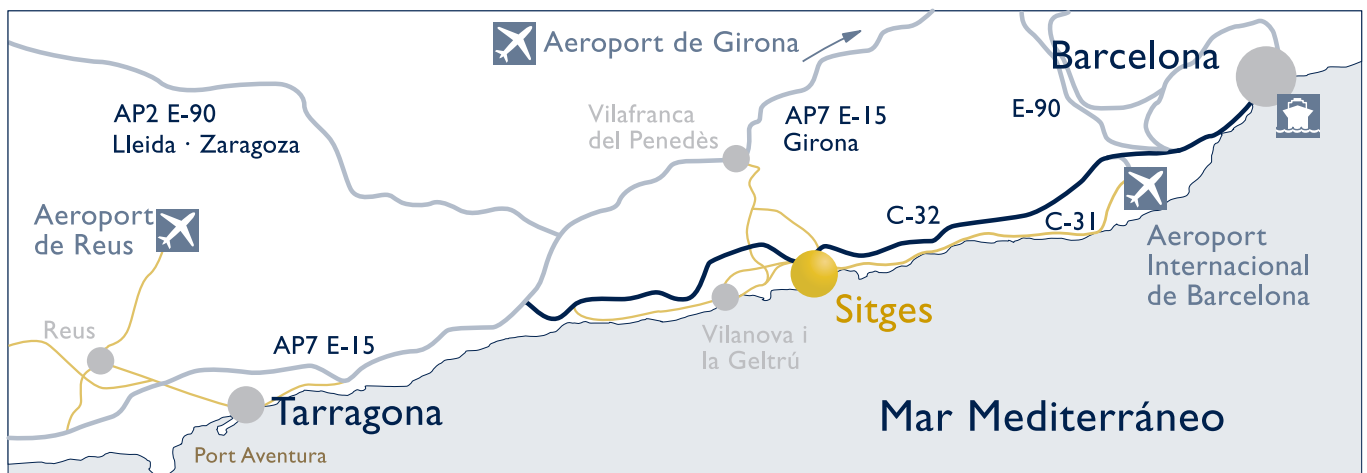 Aeroport de Girona
Barcelona
AP2 E-90
Lleida · Zaragoza
Vilafranca
del Penedès
AP7 E-15
Girona
E-90
Aeroport
de Reus
C-32
C-31
Aeroport
Internacional
de Barcelona
Sitges
Reus
AP7 E-15
Vilanova i
la Geltrú
Tarragona
Mar Mediterráneo
Port Aventura